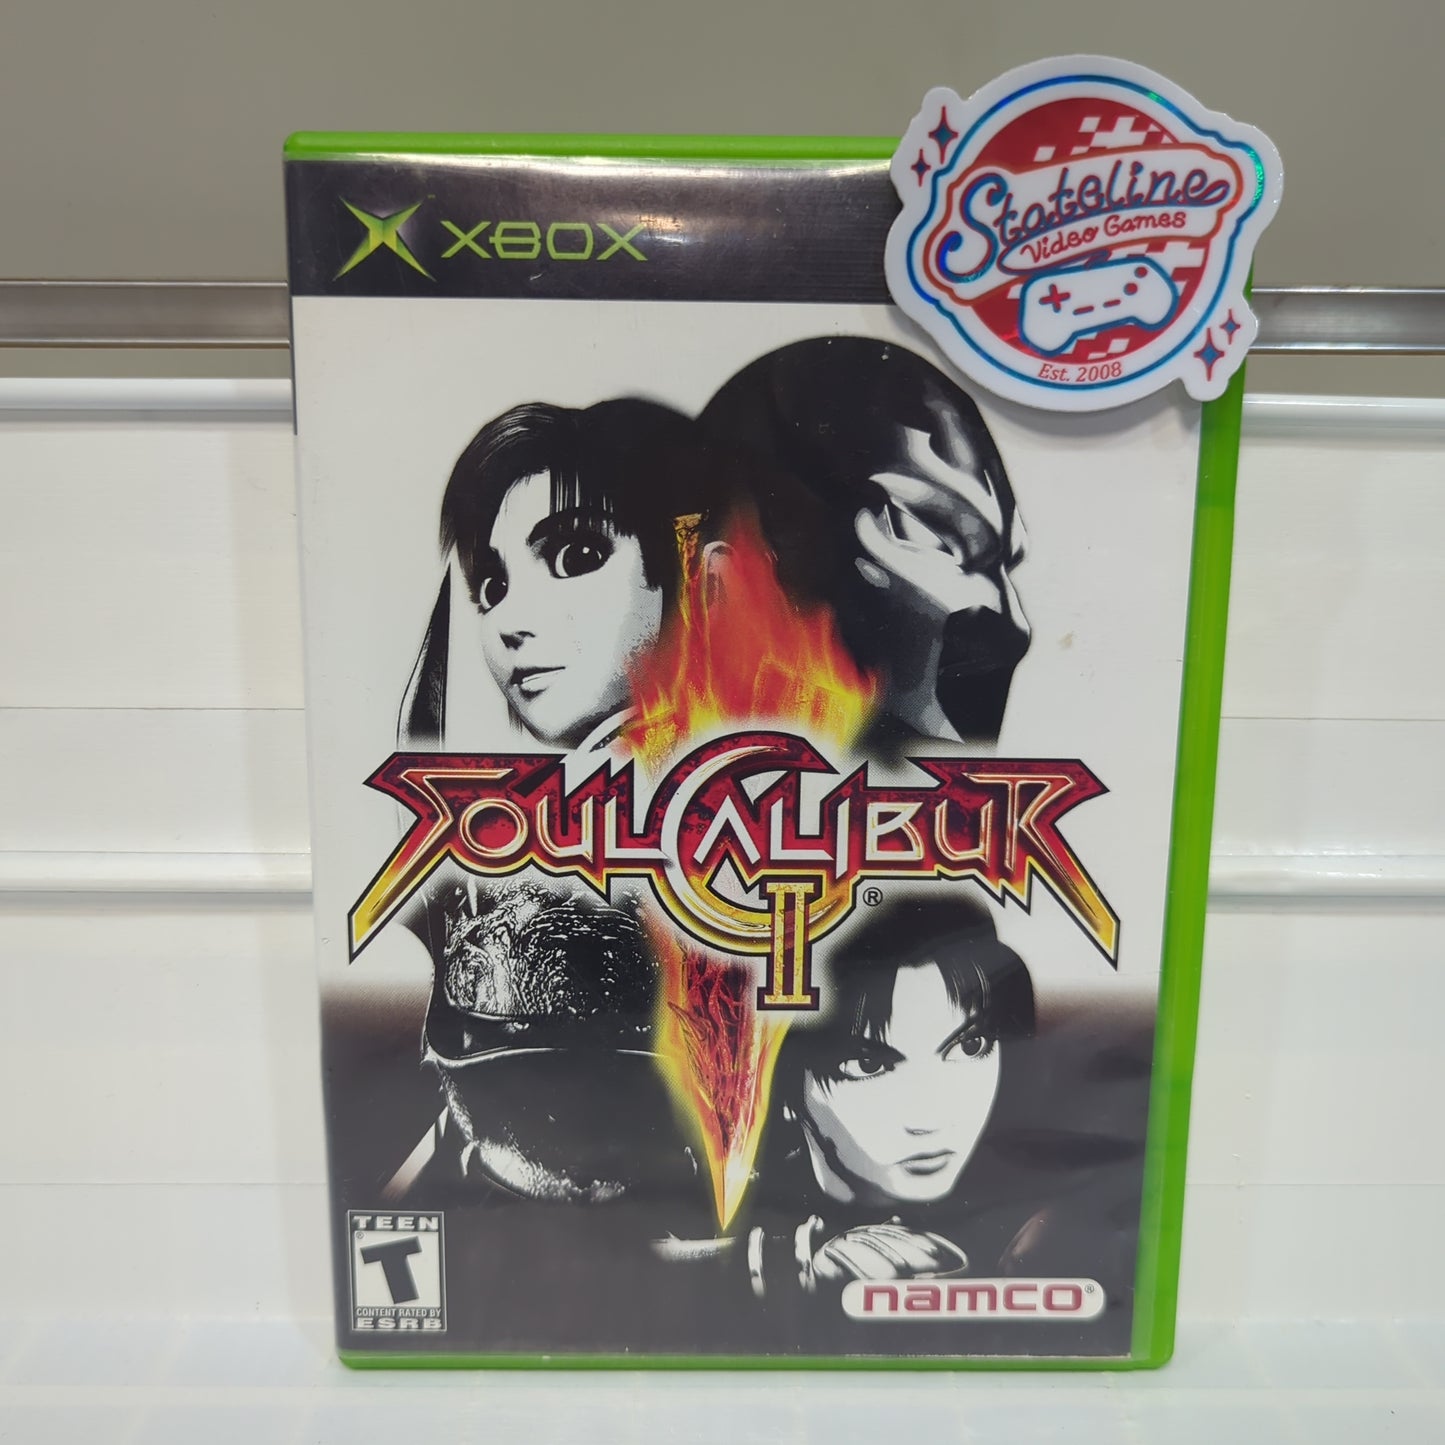 XBOX
Stateline
Video Games
Est. 2008
SOULCALIBUR
II ®
TEEN
®
T
CONTENT RATED BY
ESRB
namco®